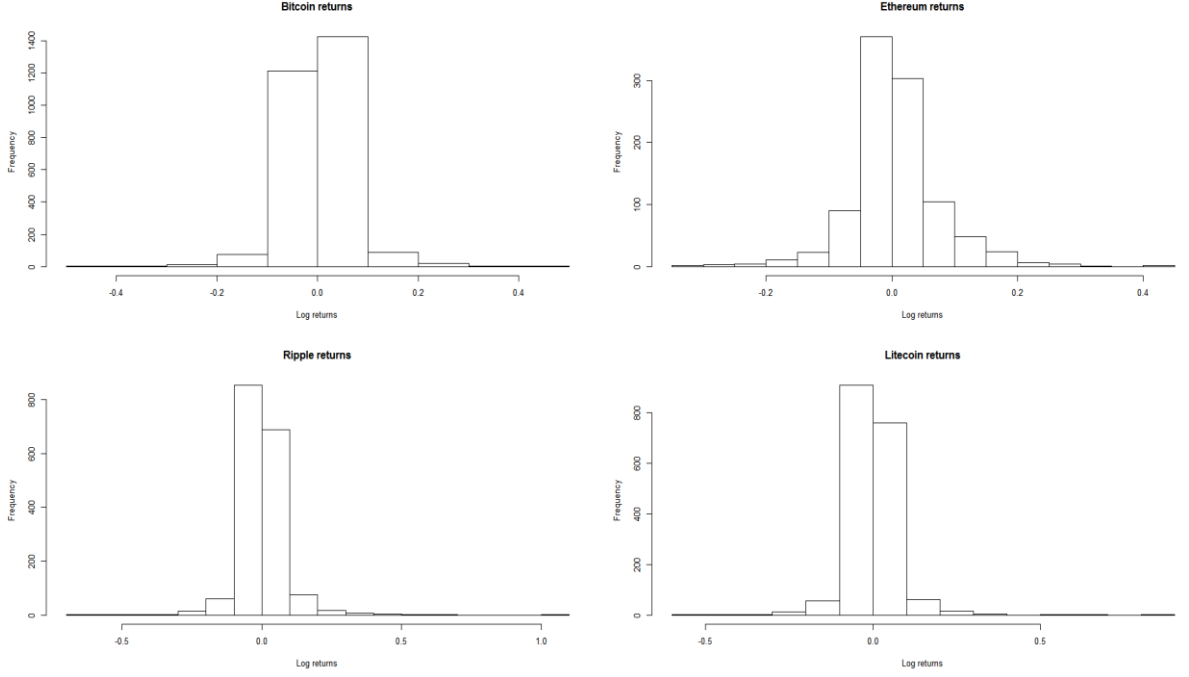 Bitcoin returns
Frequency
0 200 400 600 800 1000 1200 1400
-0.4 -0.2 0.0 0.2 0.4
Log returns
Ethereum returns
Frequency
0 100 200 300
-0.2 0.0 0.2 0.4
Log returns
Ripple returns
Frequency
0 200 400 600 800
-0.5 0.0 0.5 1.0
Log returns
Litecoin returns
Frequency
0 200 400 600 800
-0.5 0.0 0.5
Log returns